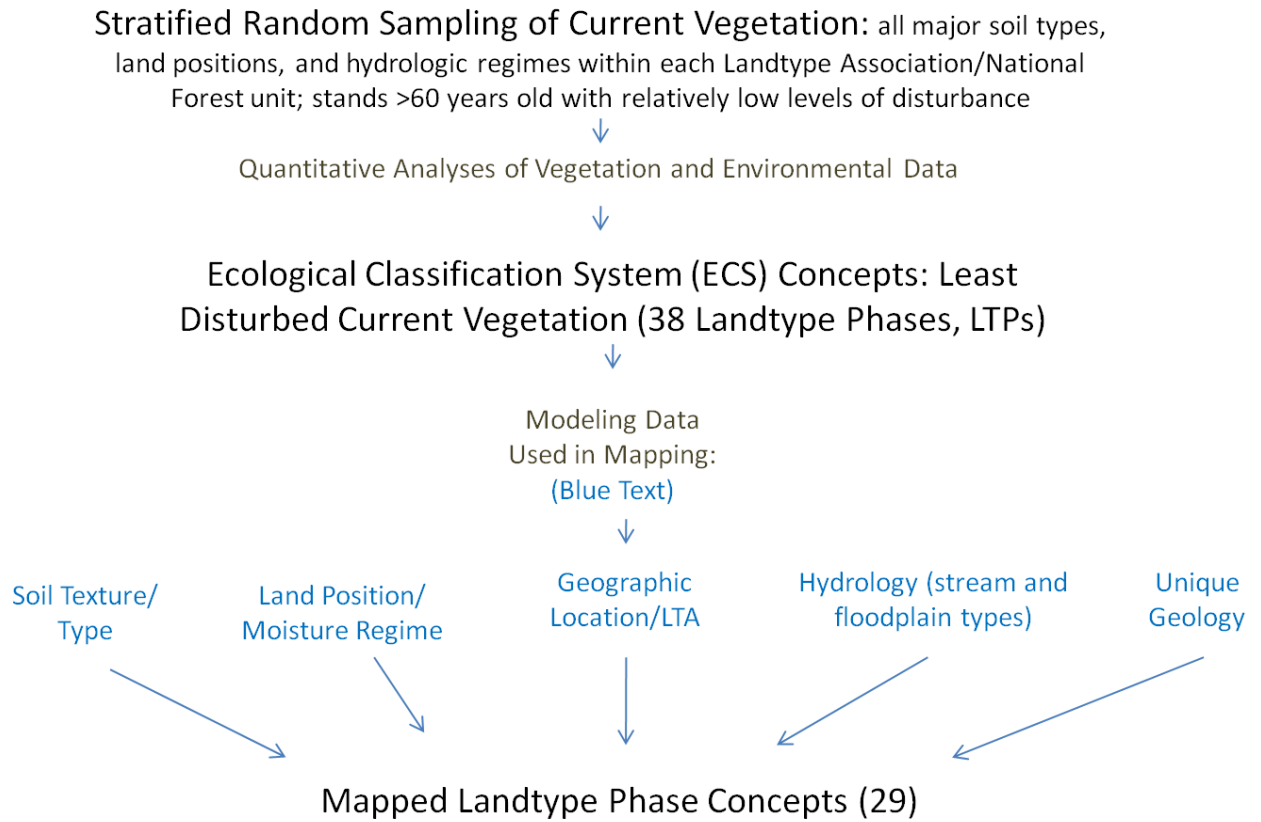 Stratified Random Sampling of Current Vegetation: all major soil types,
land positions, and hydrologic regimes within each Landtype Association/National
Forest unit; stands >60 years old with relatively low levels of disturbance
Quantitative Analyses of Vegetation and Environmental Data
Ecological Classification System (ECS) Concepts: Least
Disturbed Current Vegetation (38 Landtype Phases, LTPs)
Modeling Data
Used in Mapping:
(Blue Text)
Soil Texture/
Type
Land Position/
Moisture Regime
Geographic
Location/LTA
Hydrology (stream and
floodplain types)
Unique
Geology
Mapped Landtype Phase Concepts (29)